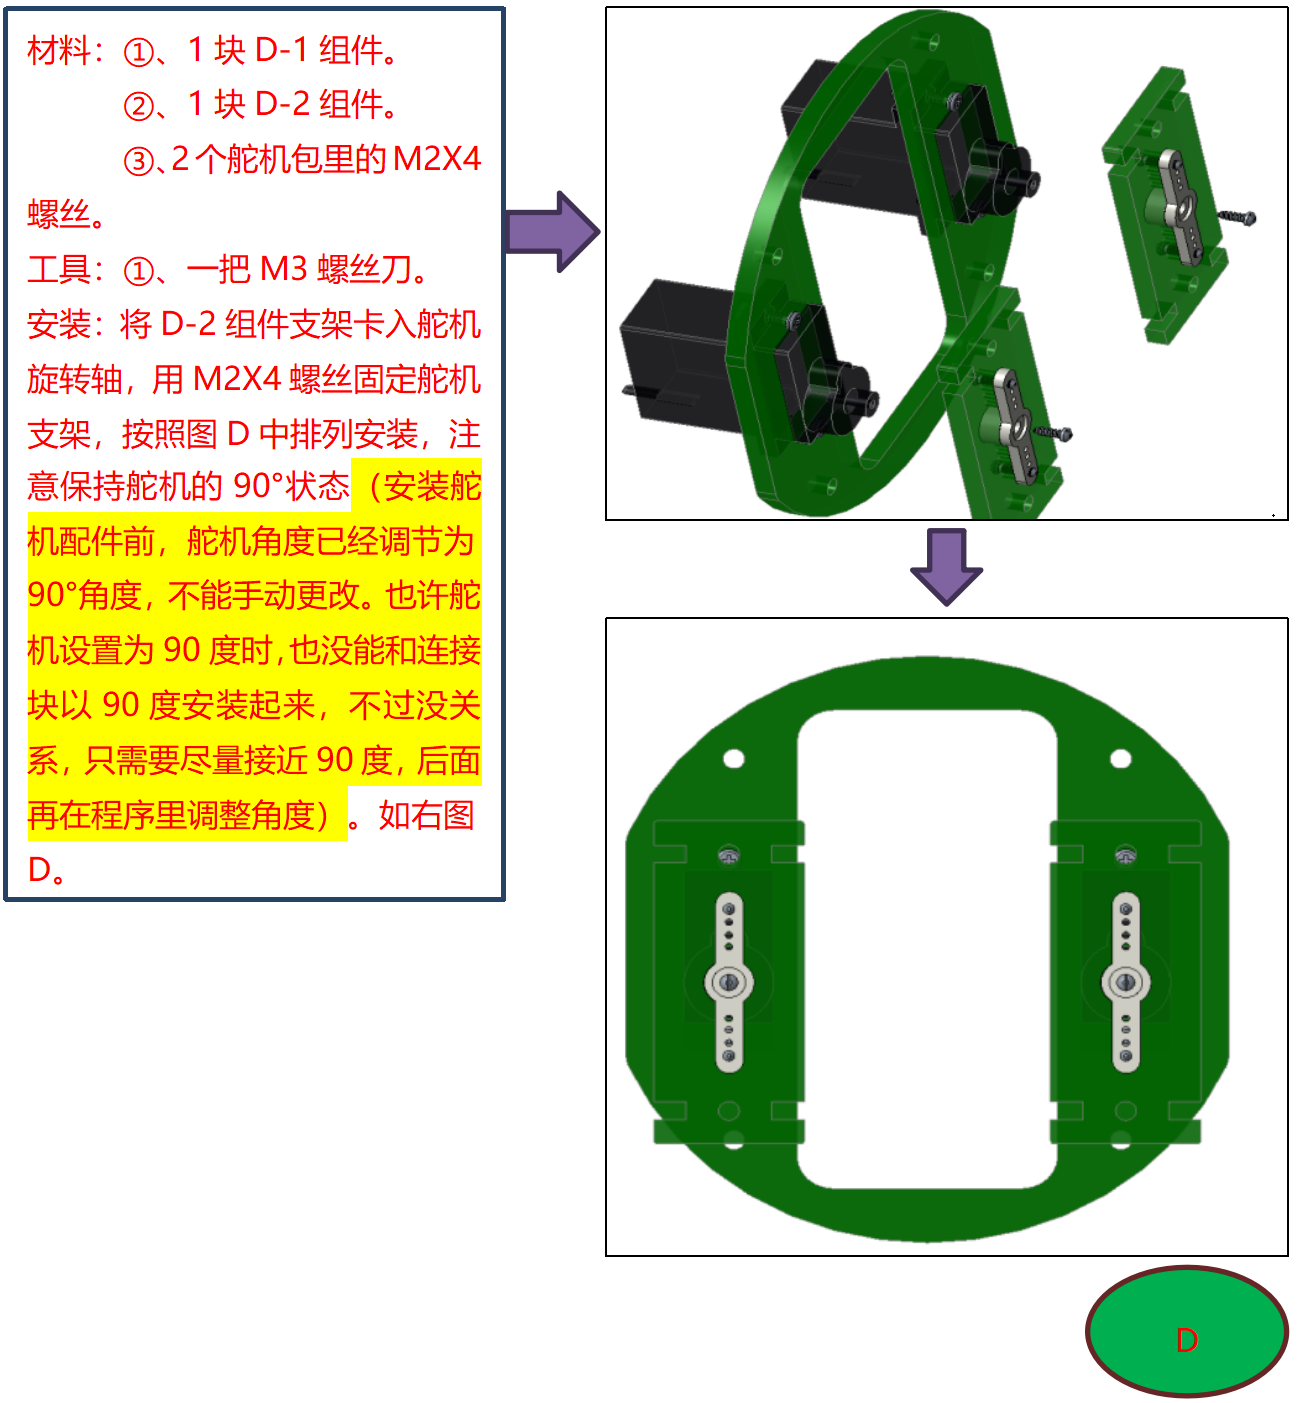 材料：①、1 块 D-1 组件。
②、1 块 D-2 组件。
③、2 个舵机包里的 M2X4
螺丝。
工具：①、一把 M3 螺丝刀。
安装：将 D-2 组件支架卡入舵机
旋转轴，用 M2X4 螺丝固定舵机
支架，按照图 D 中排列安装，注
意保持舵机的 90°状态（安装舵
机配件前，舵机角度已经调节为
90°角度，不能手动更改。也许舵
机设置为 90 度时，也没能和连接
块以 90 度安装起来，不过没关
系，只需要尽量接近 90 度，后面
再在程序里调整角度）。如右图
D。
D